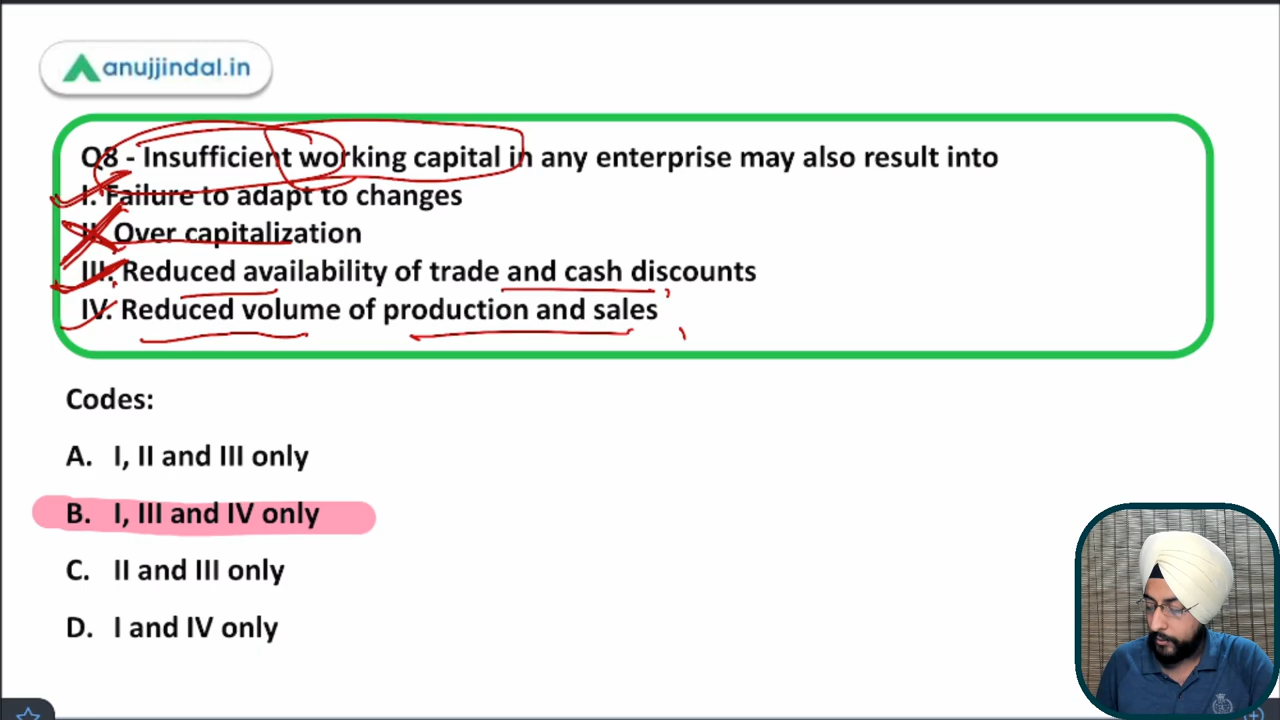 anujjindal.in
Q8 - Insufficient working capital in any enterprise may also result into
I. Failure to adapt to changes
II. Over capitalization
III. Reduced availability of trade and cash discounts
IV. Reduced volume of production and sales
Codes:
A. I, II and III only
B. I, III and IV only
C. II and III only
D. I and IV only